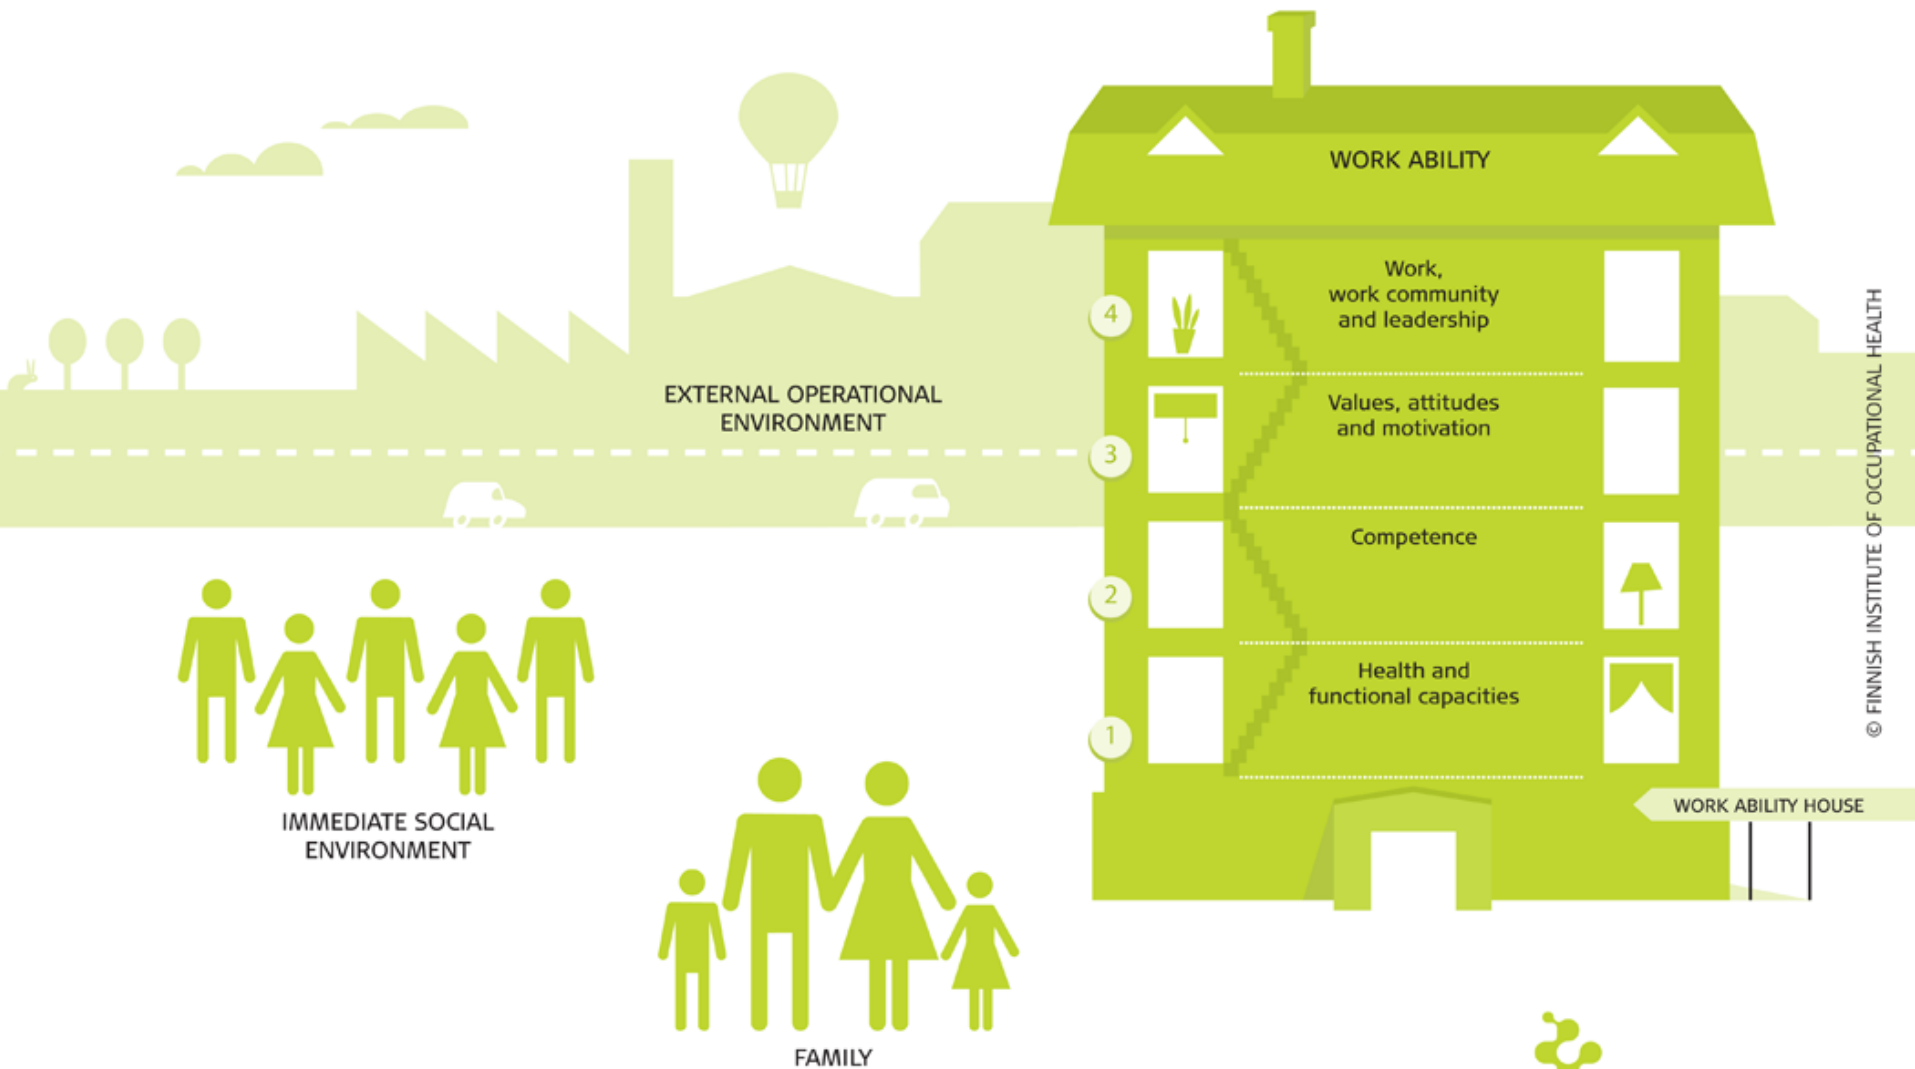 WORK ABILITY
4
Work,
work community
and leadership
3
Values, attitudes
and motivation
2
Competence
1
Health and
functional capacities
WORK ABILITY HOUSE
EXTERNAL OPERATIONAL
ENVIRONMENT
IMMEDIATE SOCIAL
ENVIRONMENT
FAMILY
© FINNISH INSTITUTE OF OCCUPATIONAL HEALTH